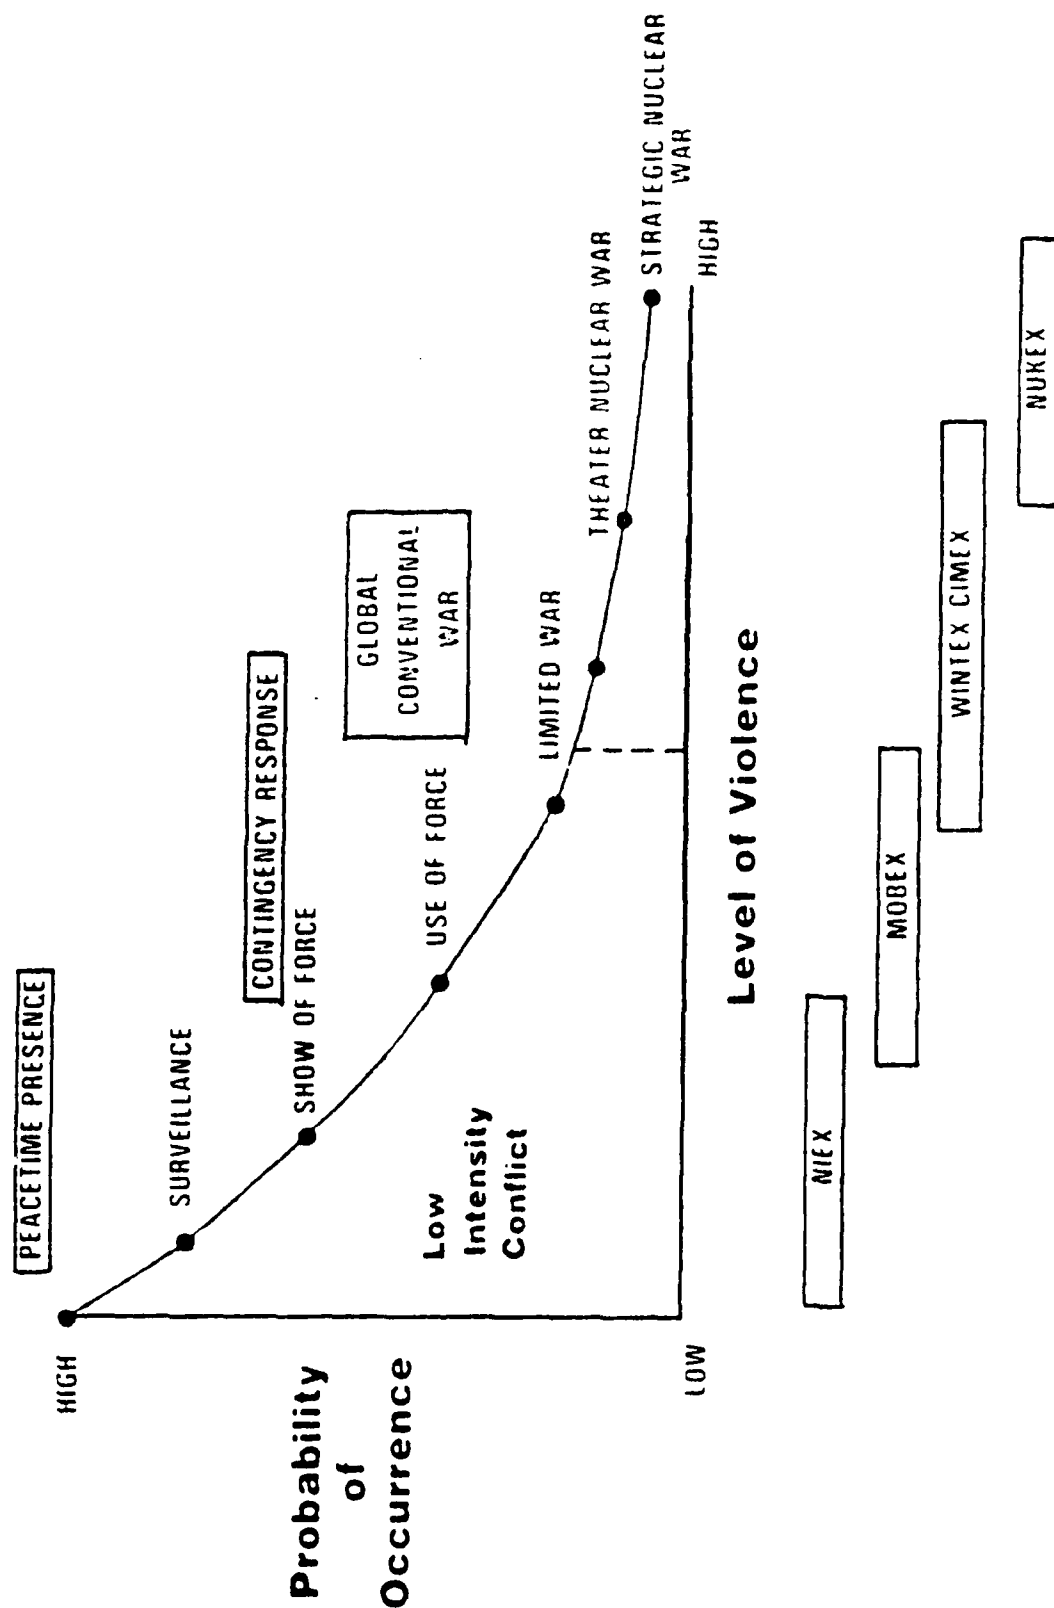 PEACETIME PRESENCE
HIGH
SURVEILLANCE
CONTINGENCY RESPONSE
SHOW OF FORCE
Probability
of
Occurrence
GLOBAL
CONVENTIONAL
WAR
USE OF FORCE
Low
Intensity
Conflict
LIMITED WAR
THEATER NUCLEAR WAR
STRATEGIC NUCLEAR
WAR
LOW
HIGH
Level of Violence
NIEX
MOBEX
WINTEX CIMEX
NUKEX